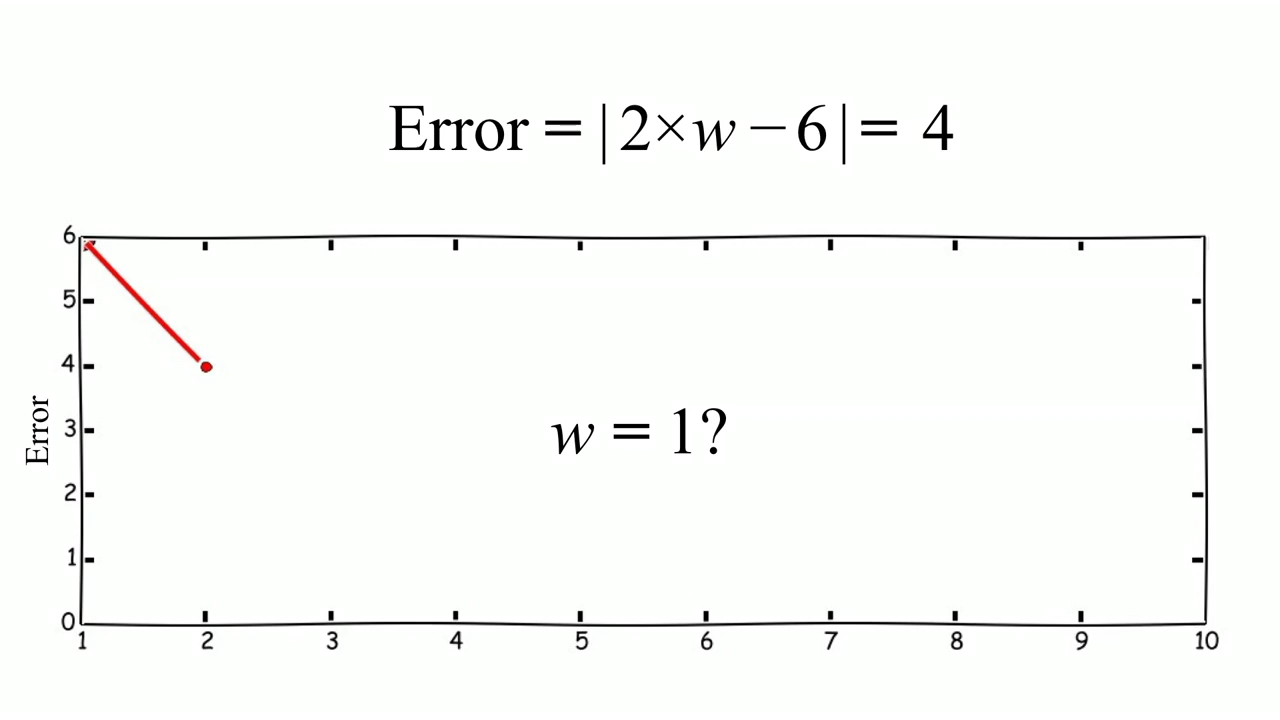 Error = |2×w − 6| = 4
6
5
4
3
2
1
0
Error
w = 1?
1 2 3 4 5 6 7 8 9 10